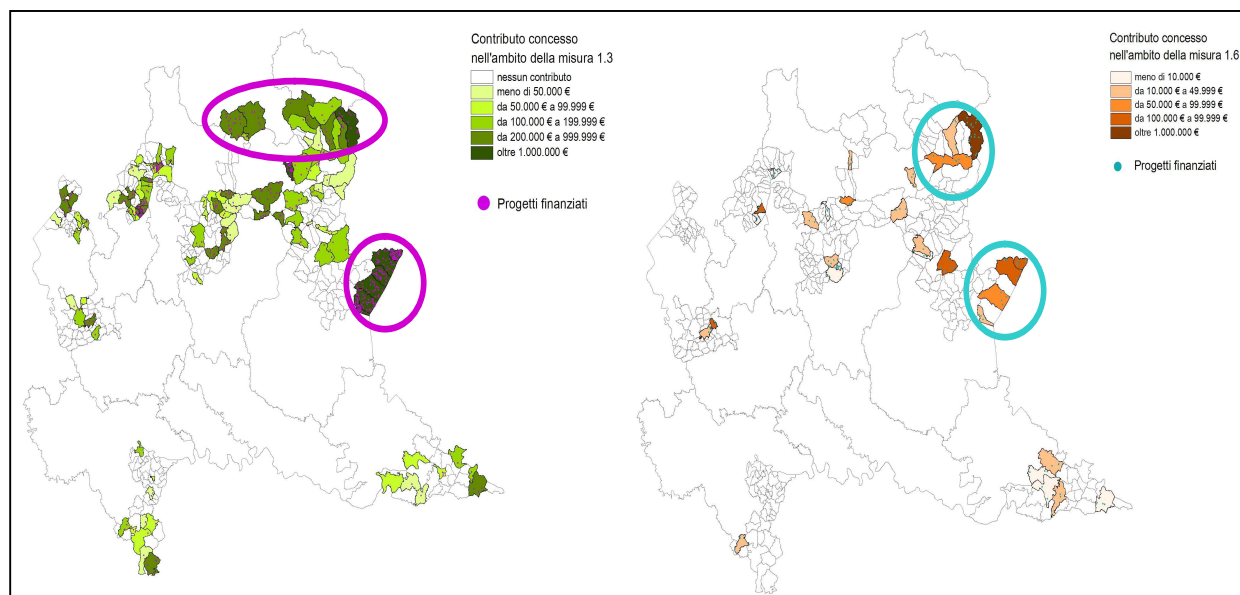 Contributo concesso
nell'ambito della misura 1.3
nessun contributo
meno di 50.000 €
da 50.000 € a 99.999 €
da 100.000 € a 199.999 €
da 200.000 € a 999.999 €
oltre 1.000.000 €
Progetti finanziati
Contributo concesso
nell'ambito della misura 1.6
meno di 10.000 €
da 10.000 € a 49.999 €
da 50.000 € a 99.999 €
da 100.000 € a 99.999 €
oltre 1.000.000 €
Progetti finanziati